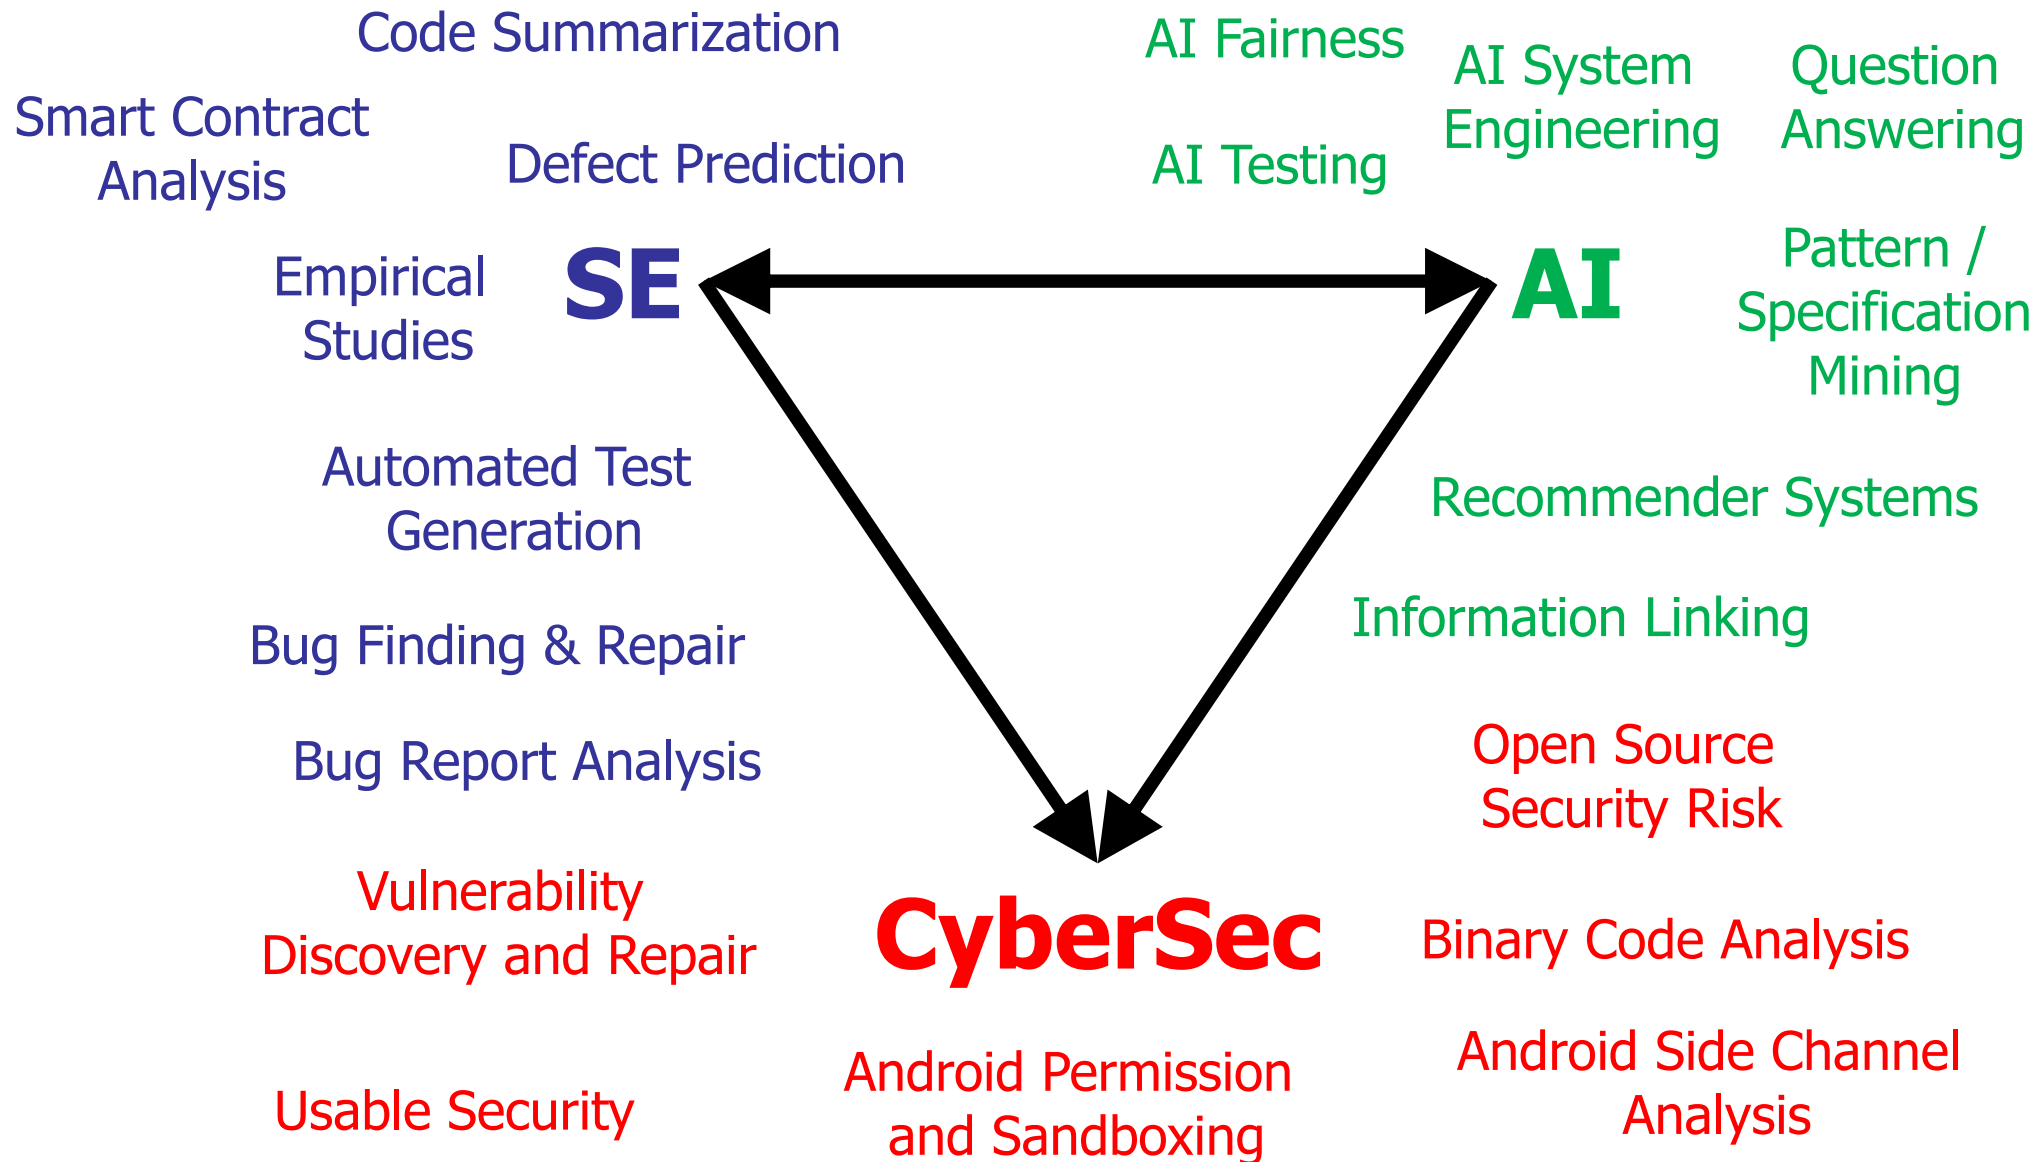 Code Summarization
AI Fairness
AI System
Engineering
Question
Answering
Smart Contract
Analysis
Defect Prediction
AI Testing
Empirical
Studies
SE
AI
Pattern /
Specification
Mining
Automated Test
Generation
Recommender Systems
Bug Finding & Repair
Information Linking
Bug Report Analysis
Open Source
Security Risk
Vulnerability
Discovery and Repair
CyberSec
Binary Code Analysis
Usable Security
Android Permission
and Sandboxing
Android Side Channel
Analysis